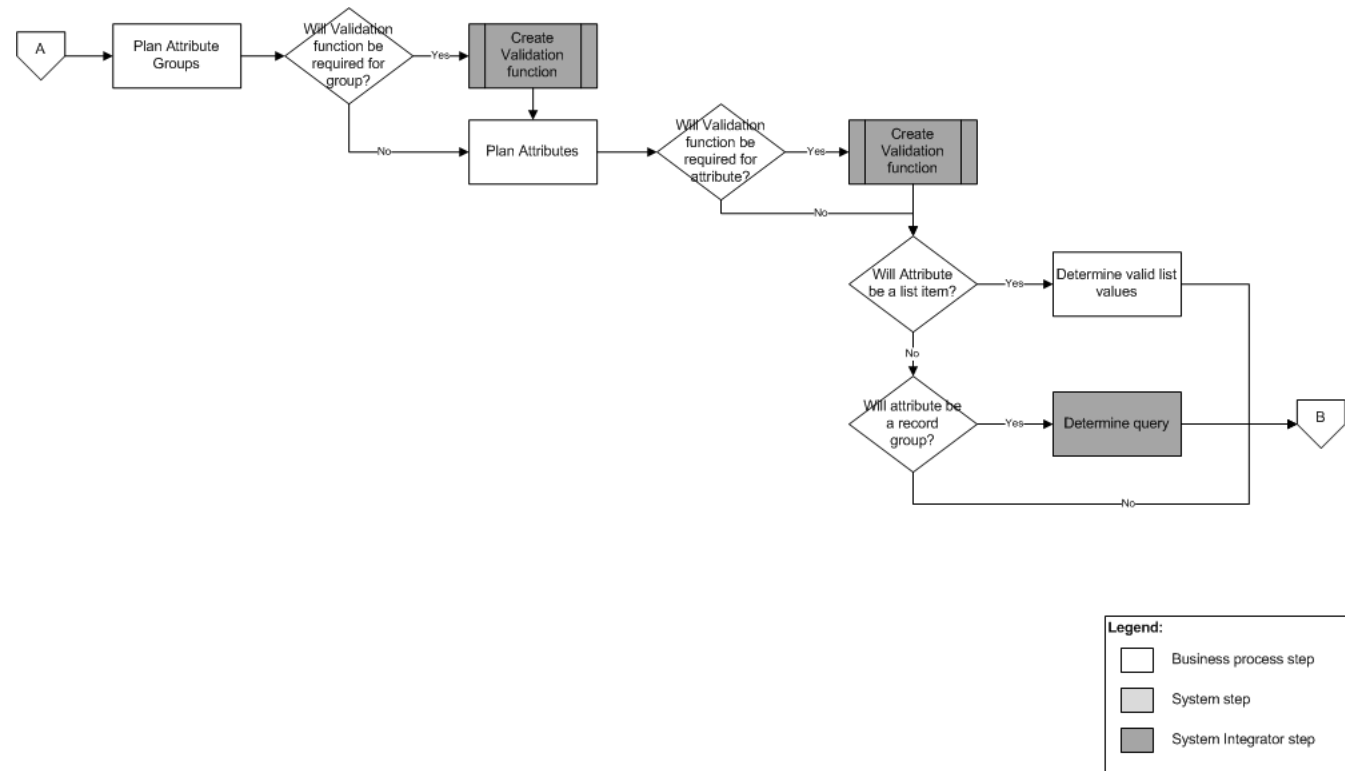 A
Plan Attribute
Groups
Will Validation
function be
required for
group?
Yes
Create
Validation
function
No
Plan Attributes
Will Validation
function be
required for
attribute?
Yes
Create
Validation
function
No
Will Attribute
be a list item?
Yes
Determine valid list
values
No
Will attribute be
a record
group?
Yes
Determine query
B
No
Legend:
Business process step
System step
System Integrator step